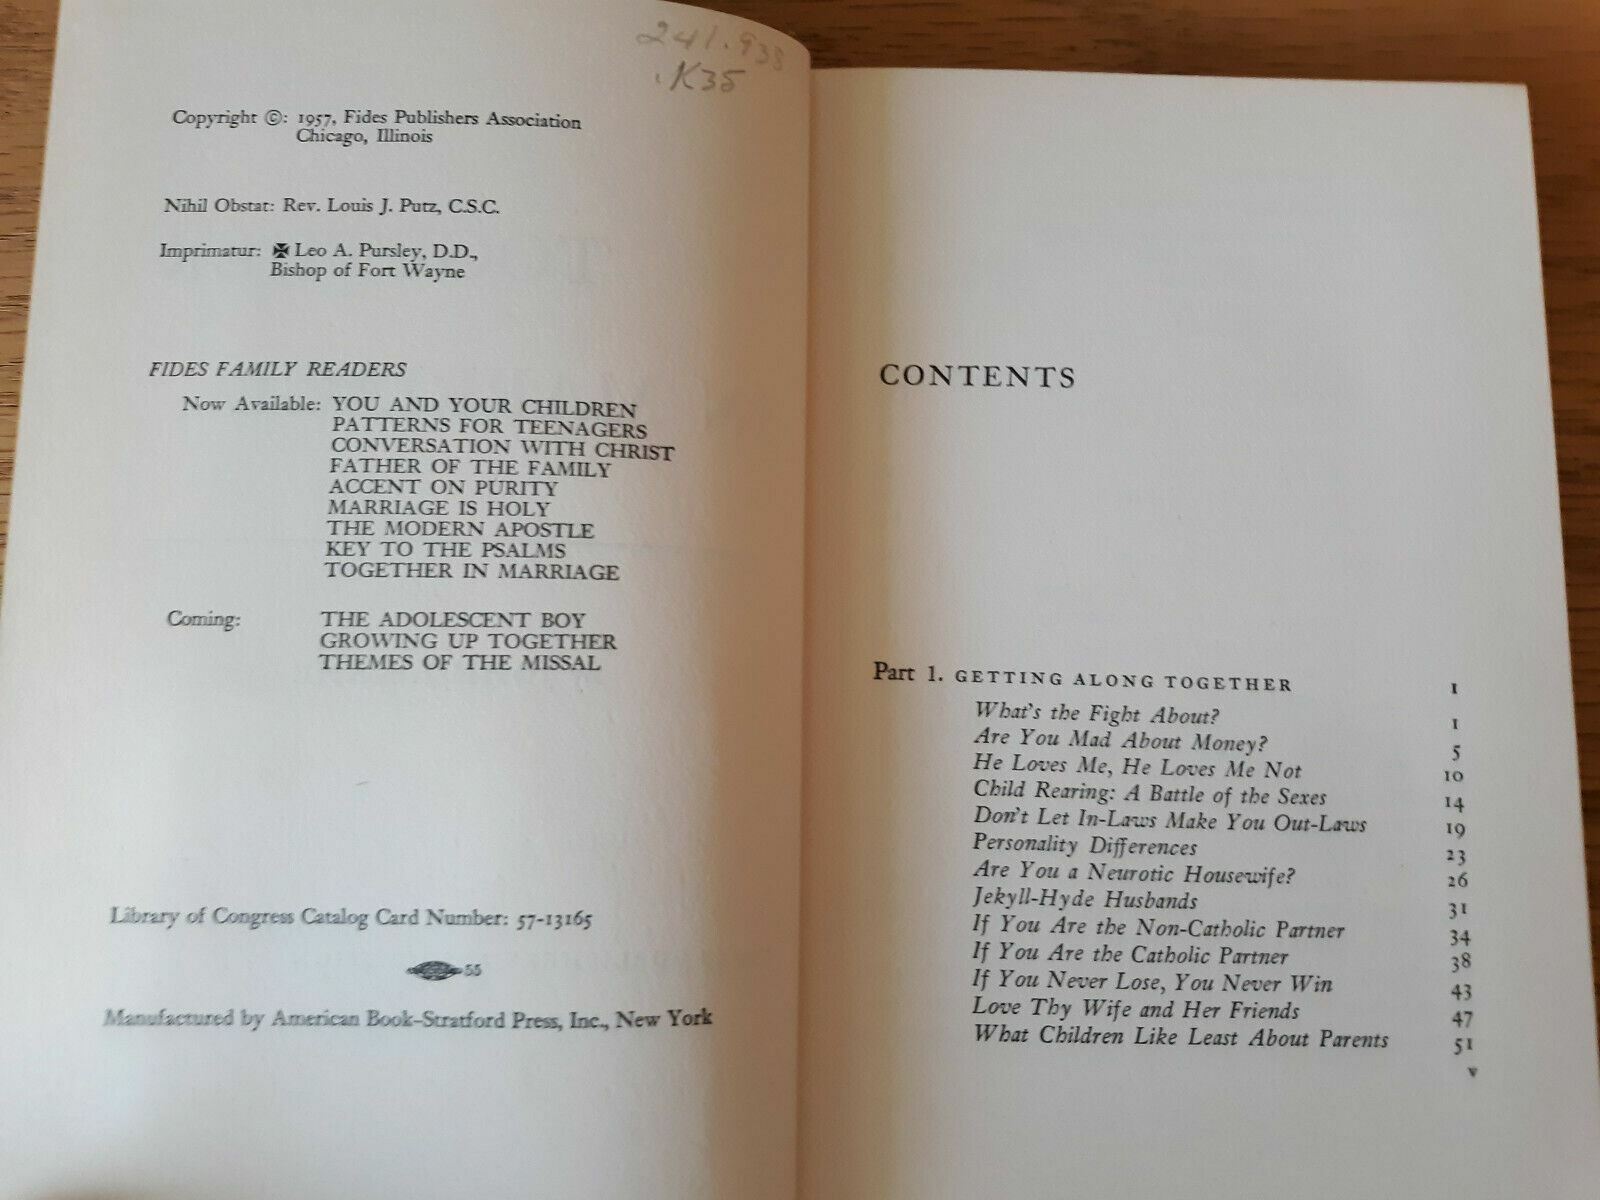 241.938
.K35
Copyright ©: 1957, Fides Publishers Association
Chicago, Illinois
Nihil Obstat: Rev. Louis J. Putz, C.S.C.
Imprimatur: ✠ Leo A. Pursley, D.D.,
Bishop of Fort Wayne
FIDES FAMILY READERS
Now Available: YOU AND YOUR CHILDREN
PATTERNS FOR TEENAGERS
CONVERSATION WITH CHRIST
FATHER OF THE FAMILY
ACCENT ON PURITY
MARRIAGE IS HOLY
THE MODERN APOSTLE
KEY TO THE PSALMS
TOGETHER IN MARRIAGE
Coming: THE ADOLESCENT BOY
GROWING UP TOGETHER
THEMES OF THE MISSAL
Library of Congress Catalog Card Number: 57-13165
55
Manufactured by American Book–Stratford Press, Inc., New York
CONTENTS
Part 1. GETTING ALONG TOGETHER 1
What's the Fight About? 1
Are You Mad About Money? 5
He Loves Me, He Loves Me Not 10
Child Rearing: A Battle of the Sexes 14
Don't Let In-Laws Make You Out-Laws 19
Personality Differences 23
Are You a Neurotic Housewife? 26
Jekyll-Hyde Husbands 31
If You Are the Non-Catholic Partner 34
If You Are the Catholic Partner 38
If You Never Lose, You Never Win 43
Love Thy Wife and Her Friends 47
What Children Like Least About Parents 51
v